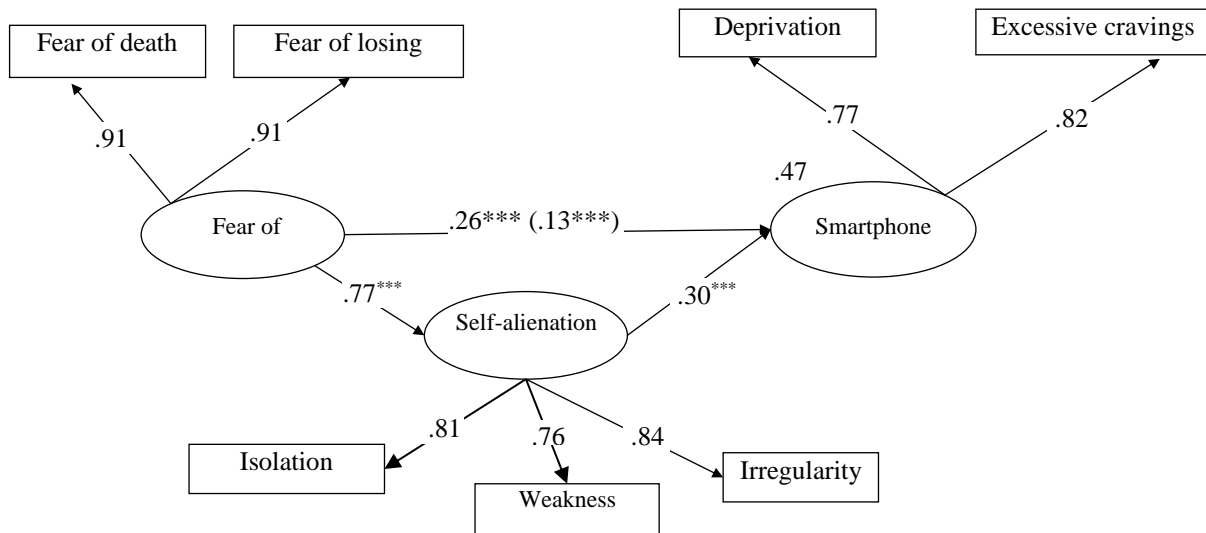 Fear of death
Fear of losing
Deprivation
Excessive cravings
.91
.91
.77
.82
.47
Fear of
.26*** (.13***)
Smartphone
.77***
.30***
Self-alienation
.81
.76
.84
Isolation
Weakness
Irregularity